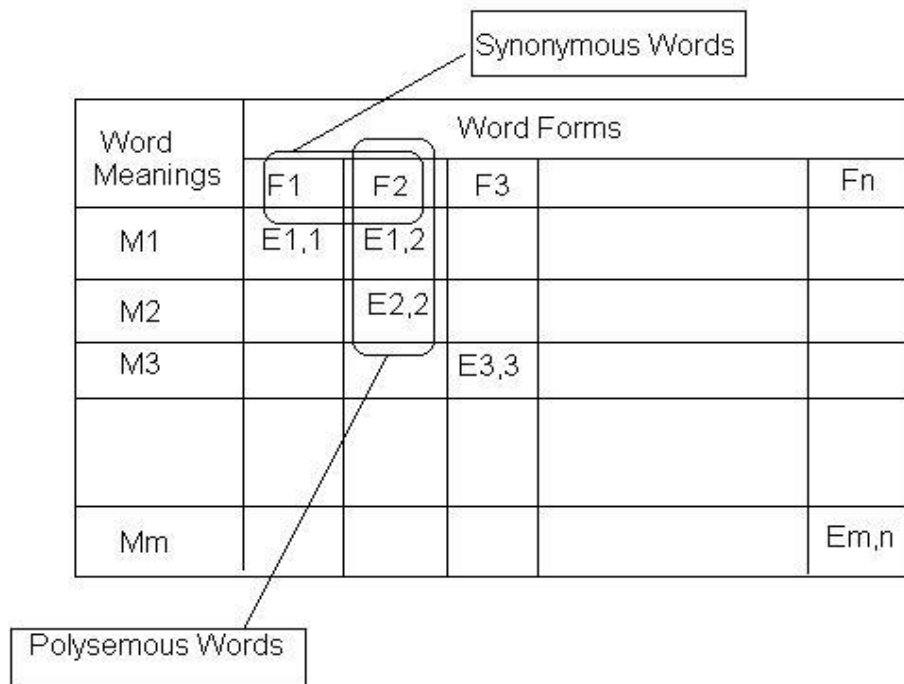 Synonymous Words
Word
Meanings
Word Forms
F1 F2 F3 Fn
M1 E1,1 E1,2
M2 E2,2
M3 E3,3
Mm Em,n
Polysemous Words